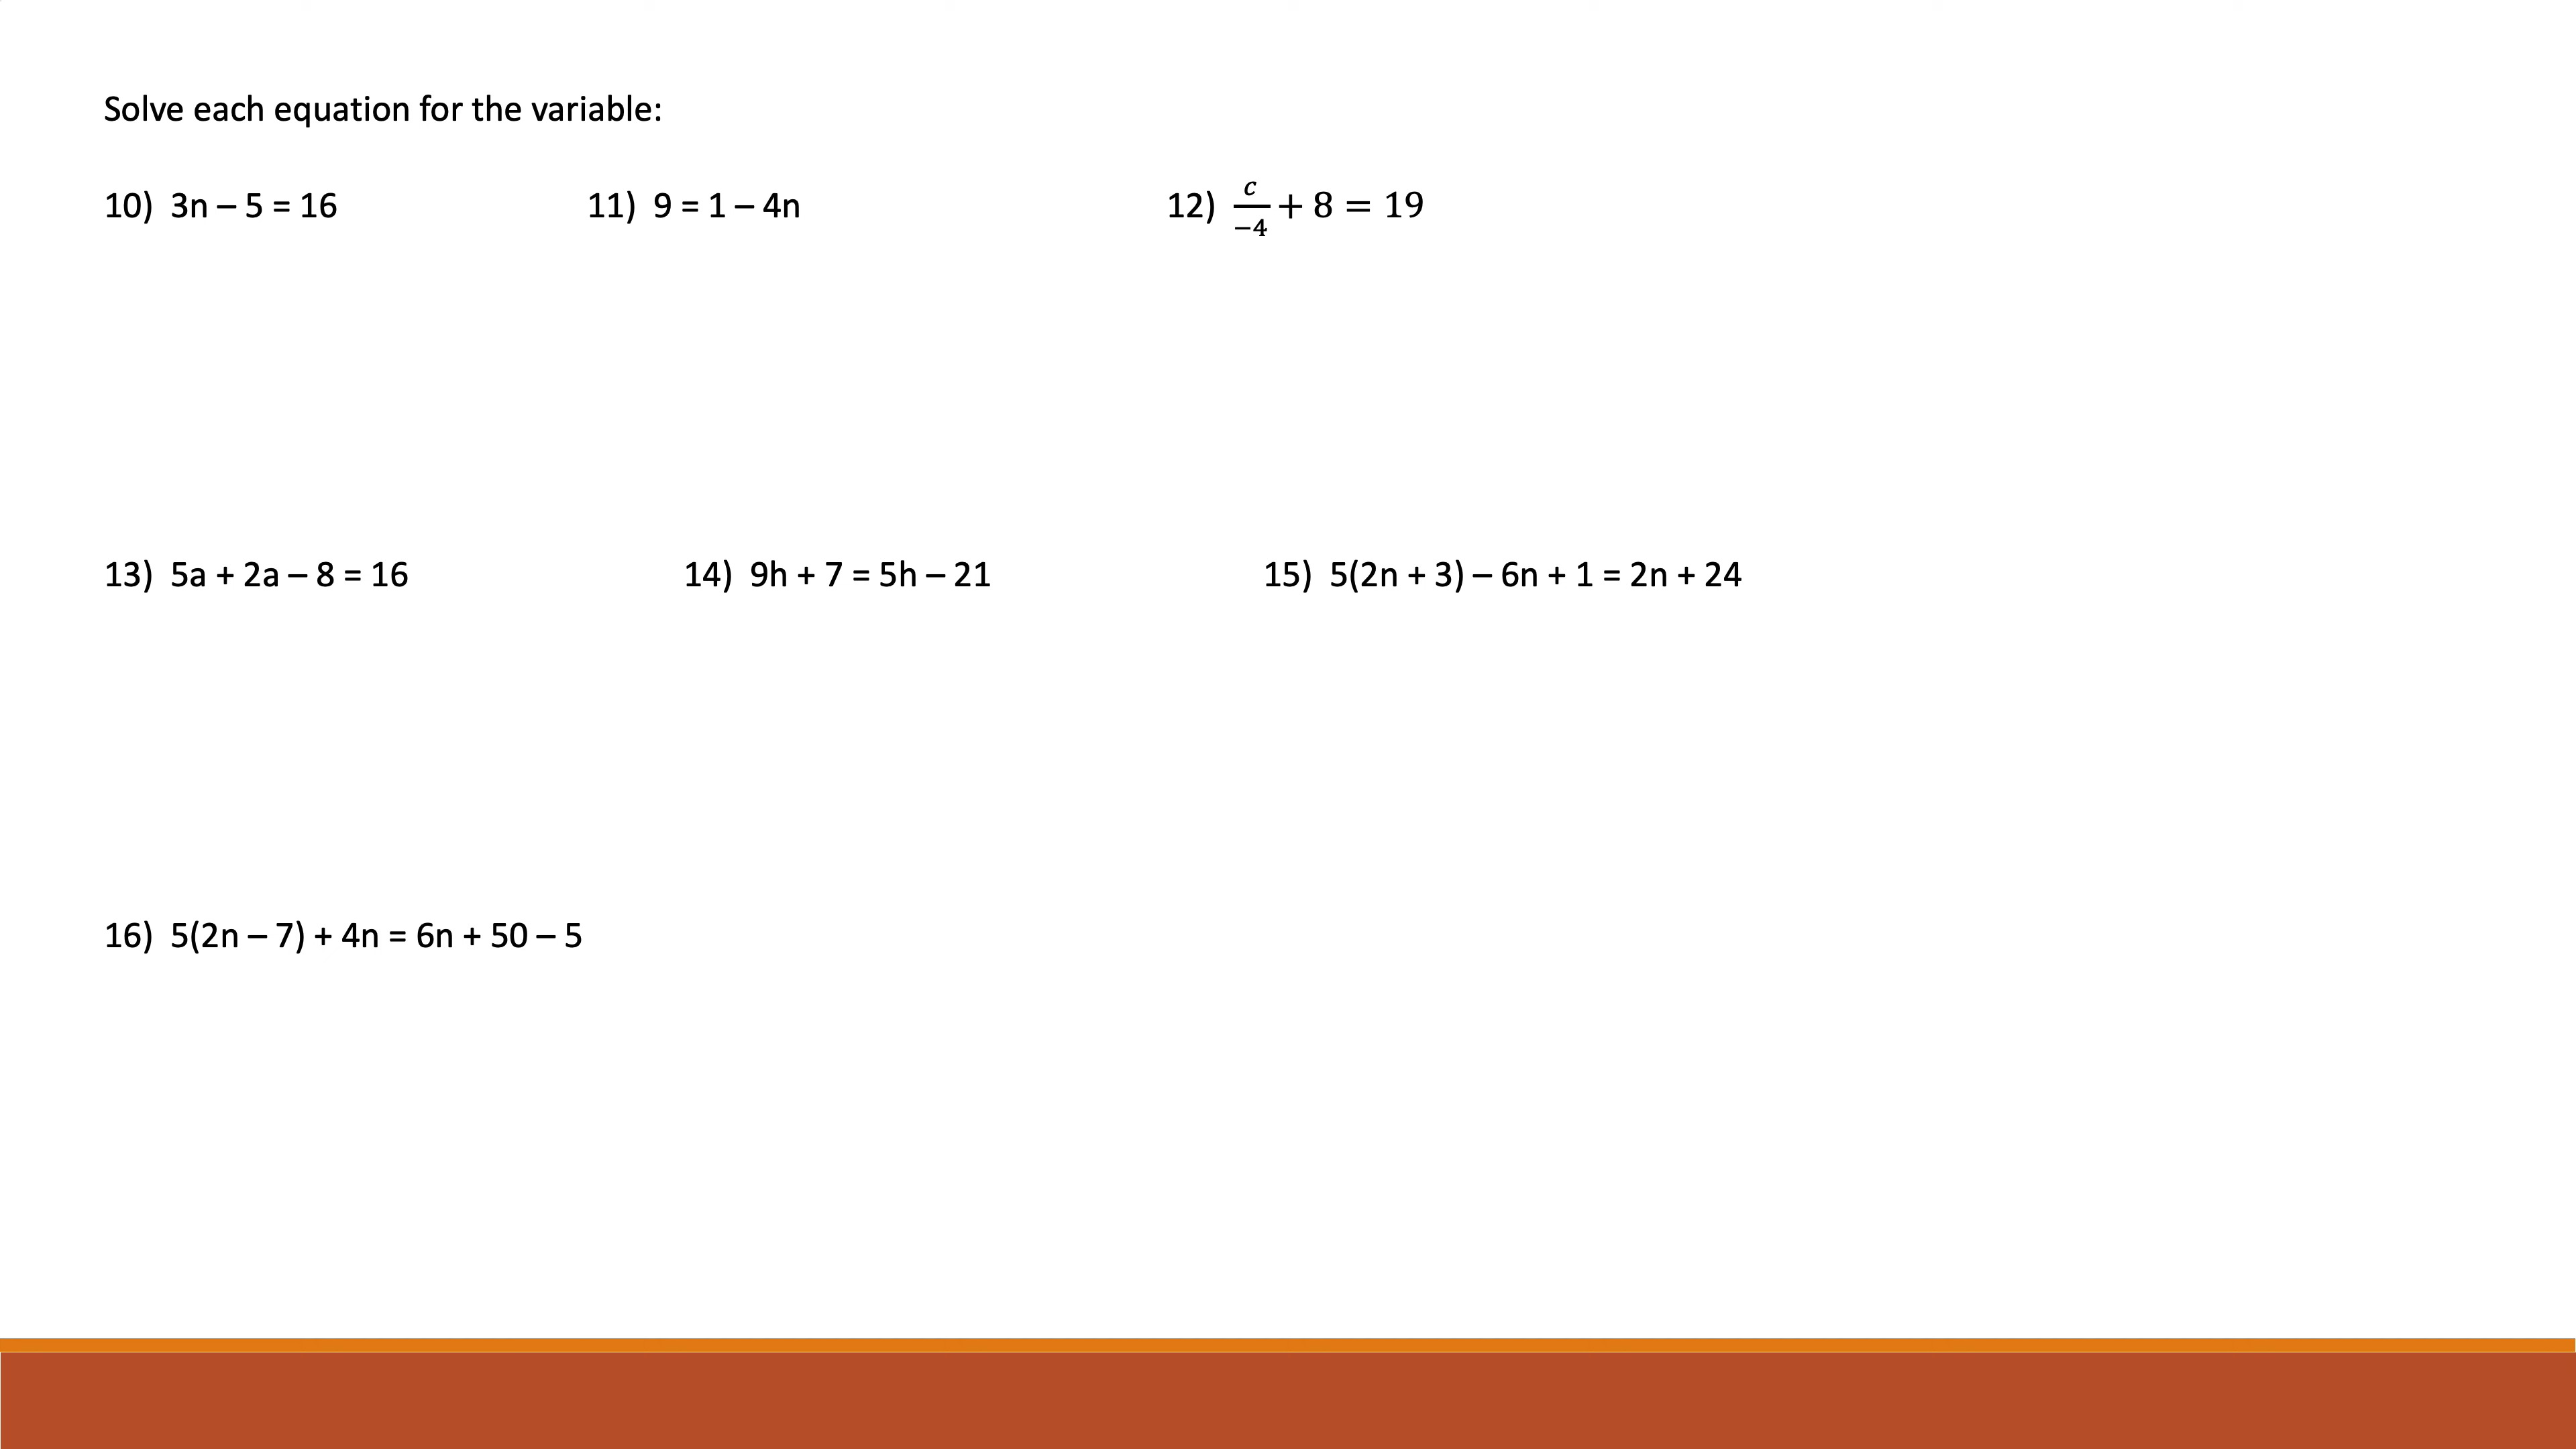 Solve each equation for the variable:
10) 3n – 5 = 16 11) 9 = 1 – 4n 12) c/−4 + 8 = 19
13) 5a + 2a – 8 = 16 14) 9h + 7 = 5h – 21 15) 5(2n + 3) – 6n + 1 = 2n + 24
16) 5(2n – 7) + 4n = 6n + 50 – 5